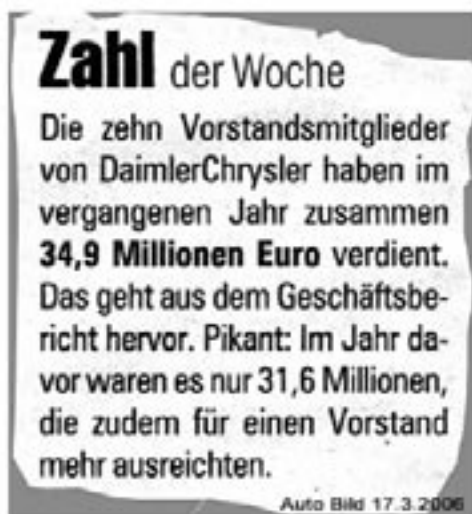 Zahl der Woche
Die zehn Vorstandsmitglieder
von DaimlerChrysler haben im
vergangenen Jahr zusammen
34,9 Millionen Euro verdient.
Das geht aus dem Geschäftsbe-
richt hervor. Pikant: Im Jahr da-
vor waren es nur 31,6 Millionen,
die zudem für einen Vorstand
mehr ausreichten.
Auto Bild 17.3.2006